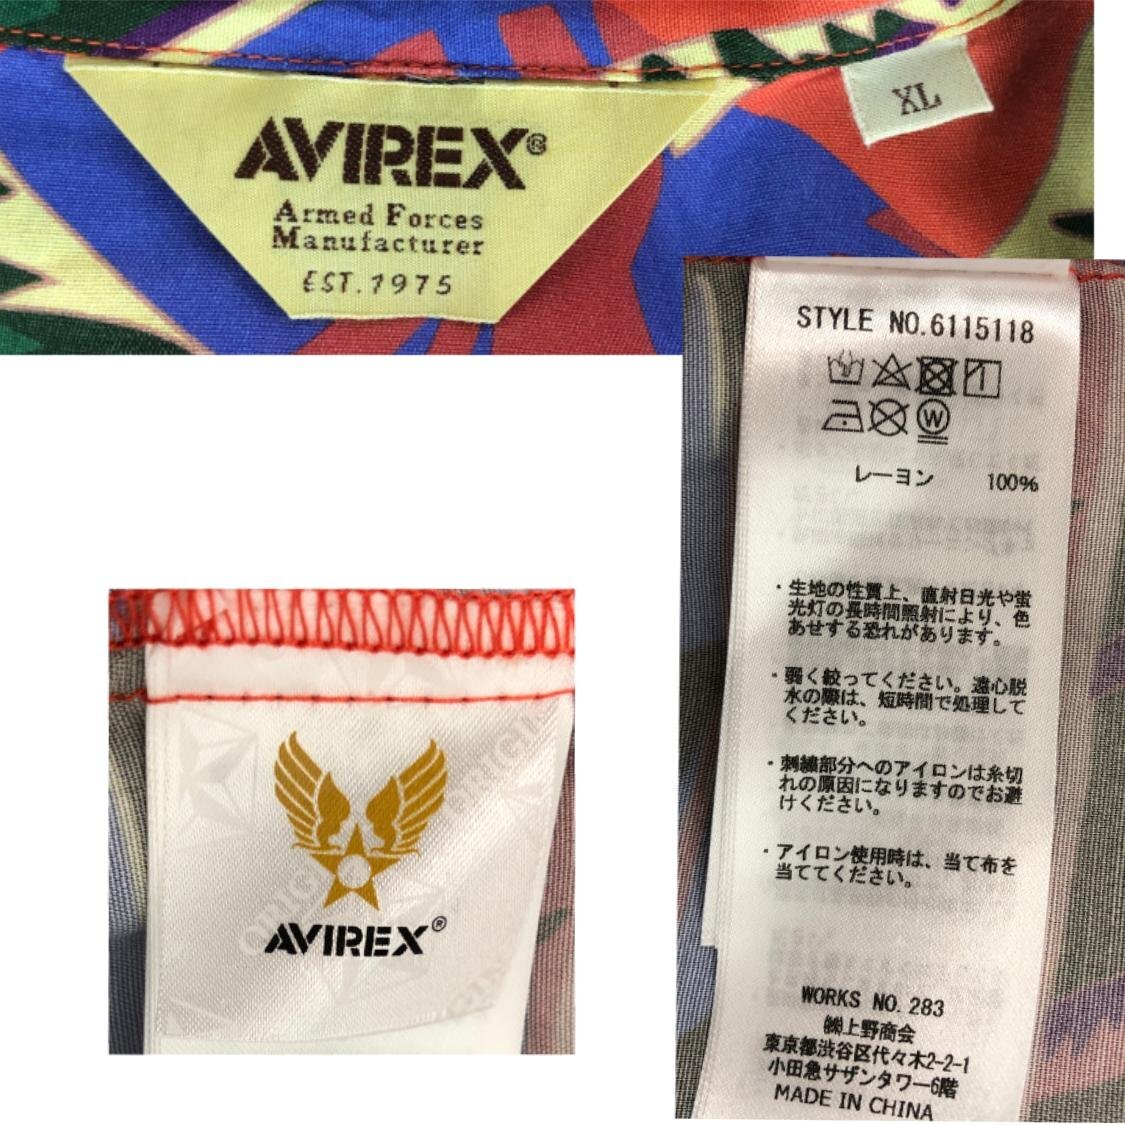 AVIREX®
Armed Forces
Manufacturer
EST.1975
XL
STYLE NO.6115118
W
レーヨン 100%
・生地の性質上、直射日光や蛍
光灯の長時間照射により、色
あせする恐れがあります。
・弱く絞ってください。遠心脱
水の際は、短時間で処理して
ください。
・刺繍部分へのアイロンは糸切
れの原因になりますのでお避
けください。
・アイロン使用時は、当て布を
当ててください。
WORKS NO.283
㈱上野商会
東京都渋谷区代々木2-2-1
小田急サザンタワー6階
MADE IN CHINA
AVIREX®